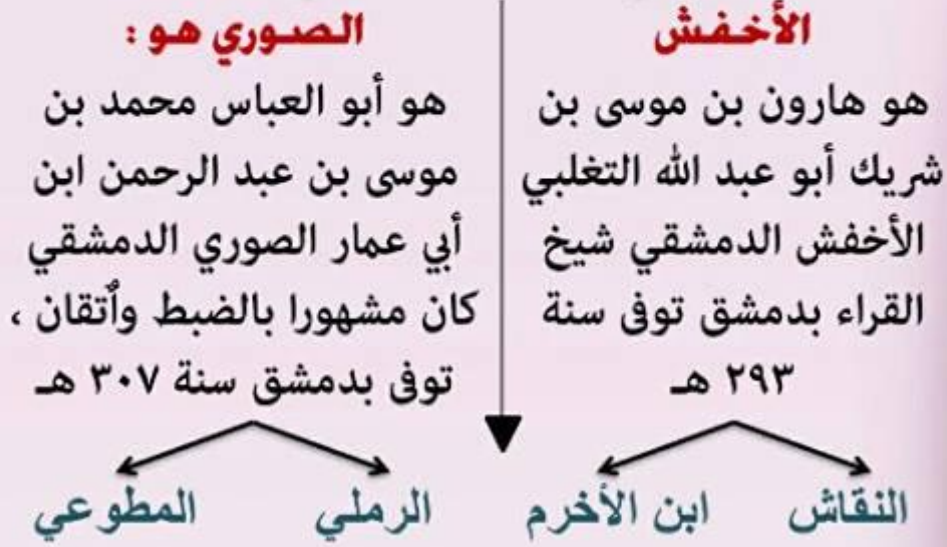 الأخفش
هو هارون بن موسى بن
شريك أبو عبد الله التغلبي
الأخفش الدمشقي شيخ
القراء بدمشق توفى سنة
٢٩٣ هـ
النقاش
ابن الأخرم
الصوري هو :
هو أبو العباس محمد بن
موسى بن عبد الرحمن ابن
أبي عمار الصوري الدمشقي
كان مشهورا بالضبط وأتقان ،
توفى بدمشق سنة ٣٠٧ هـ
الرملي
المطوعي